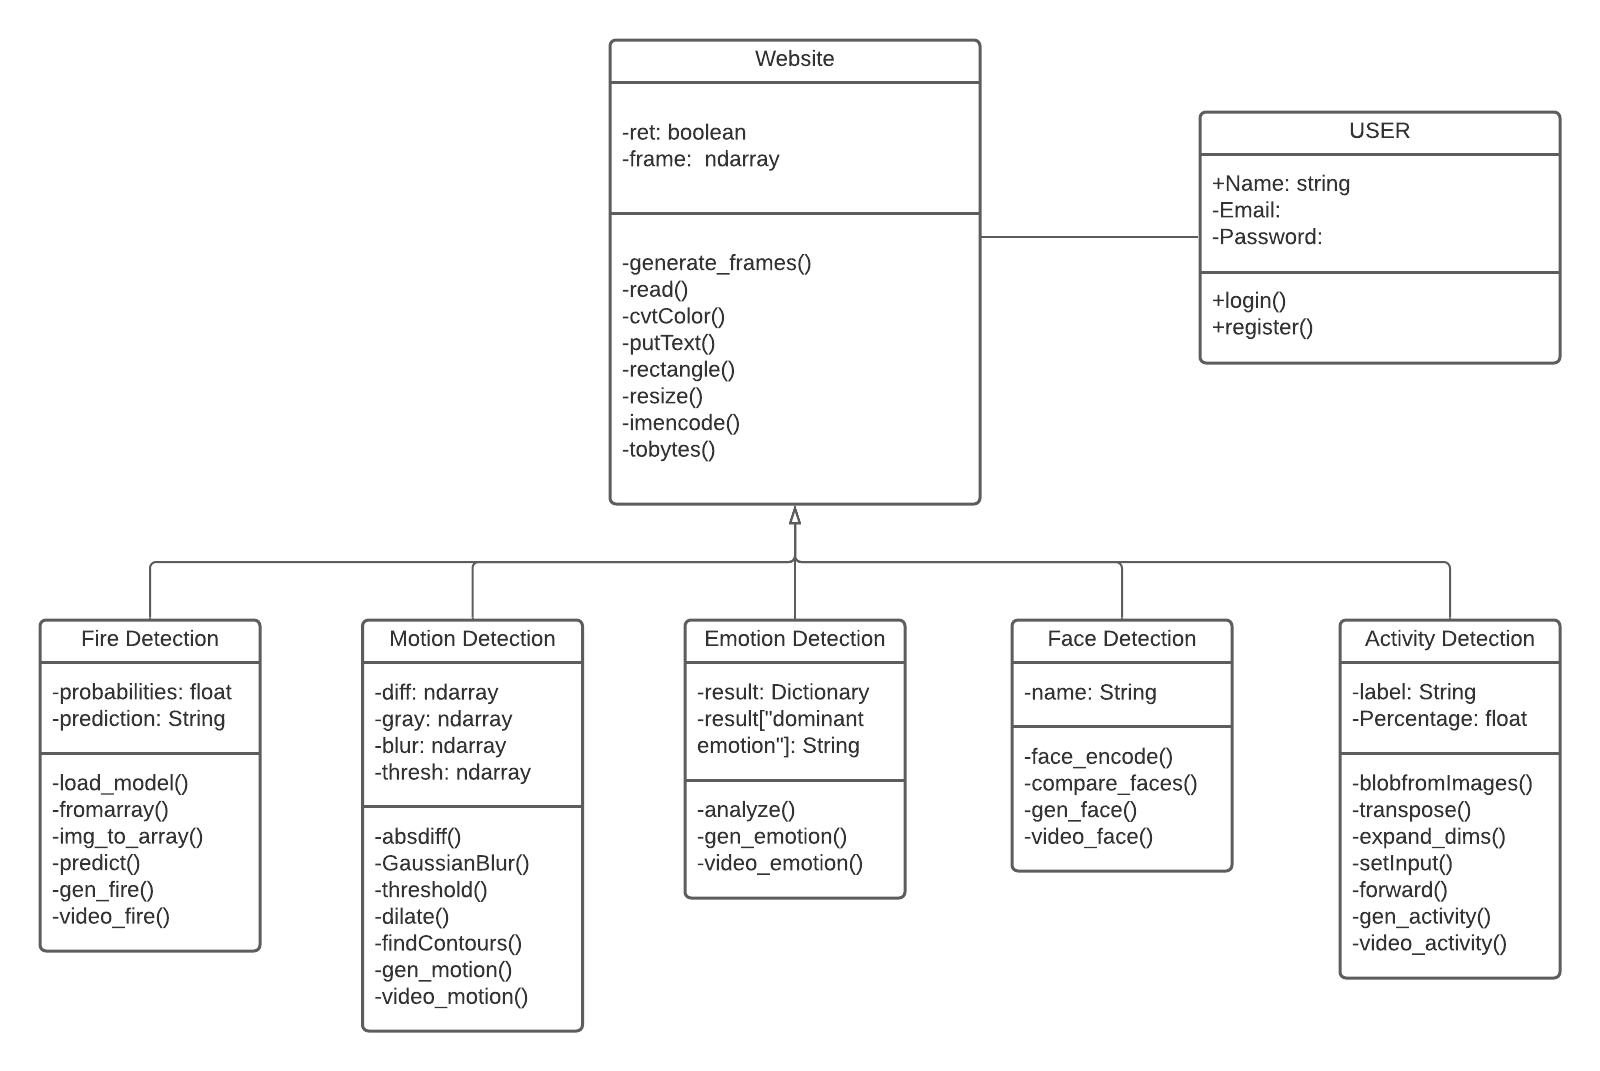 Website
-ret: boolean
-frame:  ndarray
-generate_frames()
-read()
-cvtColor()
-putText()
-rectangle()
-resize()
-imencode()
-tobytes()
USER
+Name: string
-Email:
-Password:
+login()
+register()
Fire Detection
-probabilities: float
-prediction: String
-load_model()
-fromarray()
-img_to_array()
-predict()
-gen_fire()
-video_fire()
Motion Detection
-diff: ndarray
-gray: ndarray
-blur: ndarray
-thresh: ndarray
-absdiff()
-GaussianBlur()
-threshold()
-dilate()
-findContours()
-gen_motion()
-video_motion()
Emotion Detection
-result: Dictionary
-result["dominant
emotion"]: String
-analyze()
-gen_emotion()
-video_emotion()
Face Detection
-name: String
-face_encode()
-compare_faces()
-gen_face()
-video_face()
Activity Detection
-label: String
-Percentage: float
-blobfromImages()
-transpose()
-expand_dims()
-setInput()
-forward()
-gen_activity()
-video_activity()